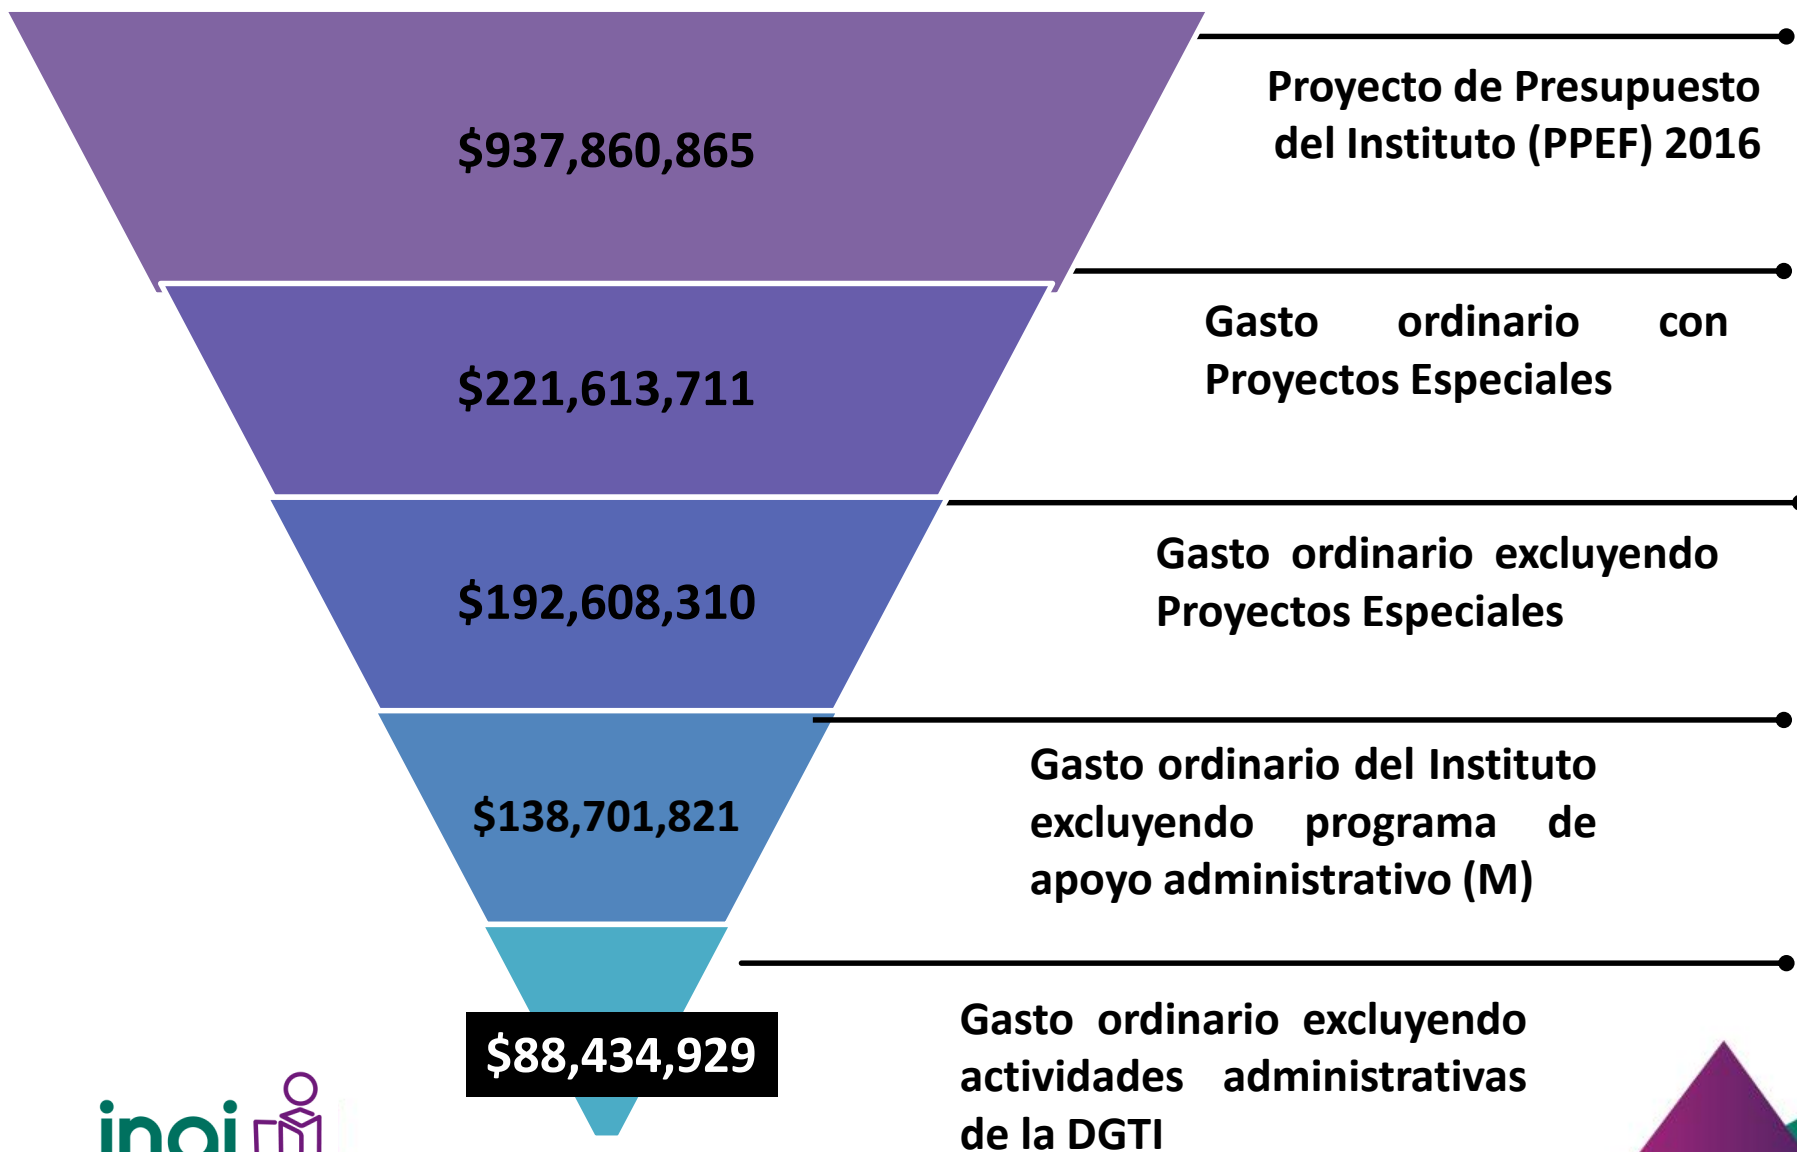 $937,860,865
Proyecto de Presupuesto
del Instituto (PPEF) 2016
$221,613,711
Gasto ordinario con
Proyectos Especiales
$192,608,310
Gasto ordinario excluyendo
Proyectos Especiales
$138,701,821
Gasto ordinario del Instituto
excluyendo programa de
apoyo administrativo (M)
$88,434,929
Gasto ordinario excluyendo
actividades administrativas
de la DGTI
inai